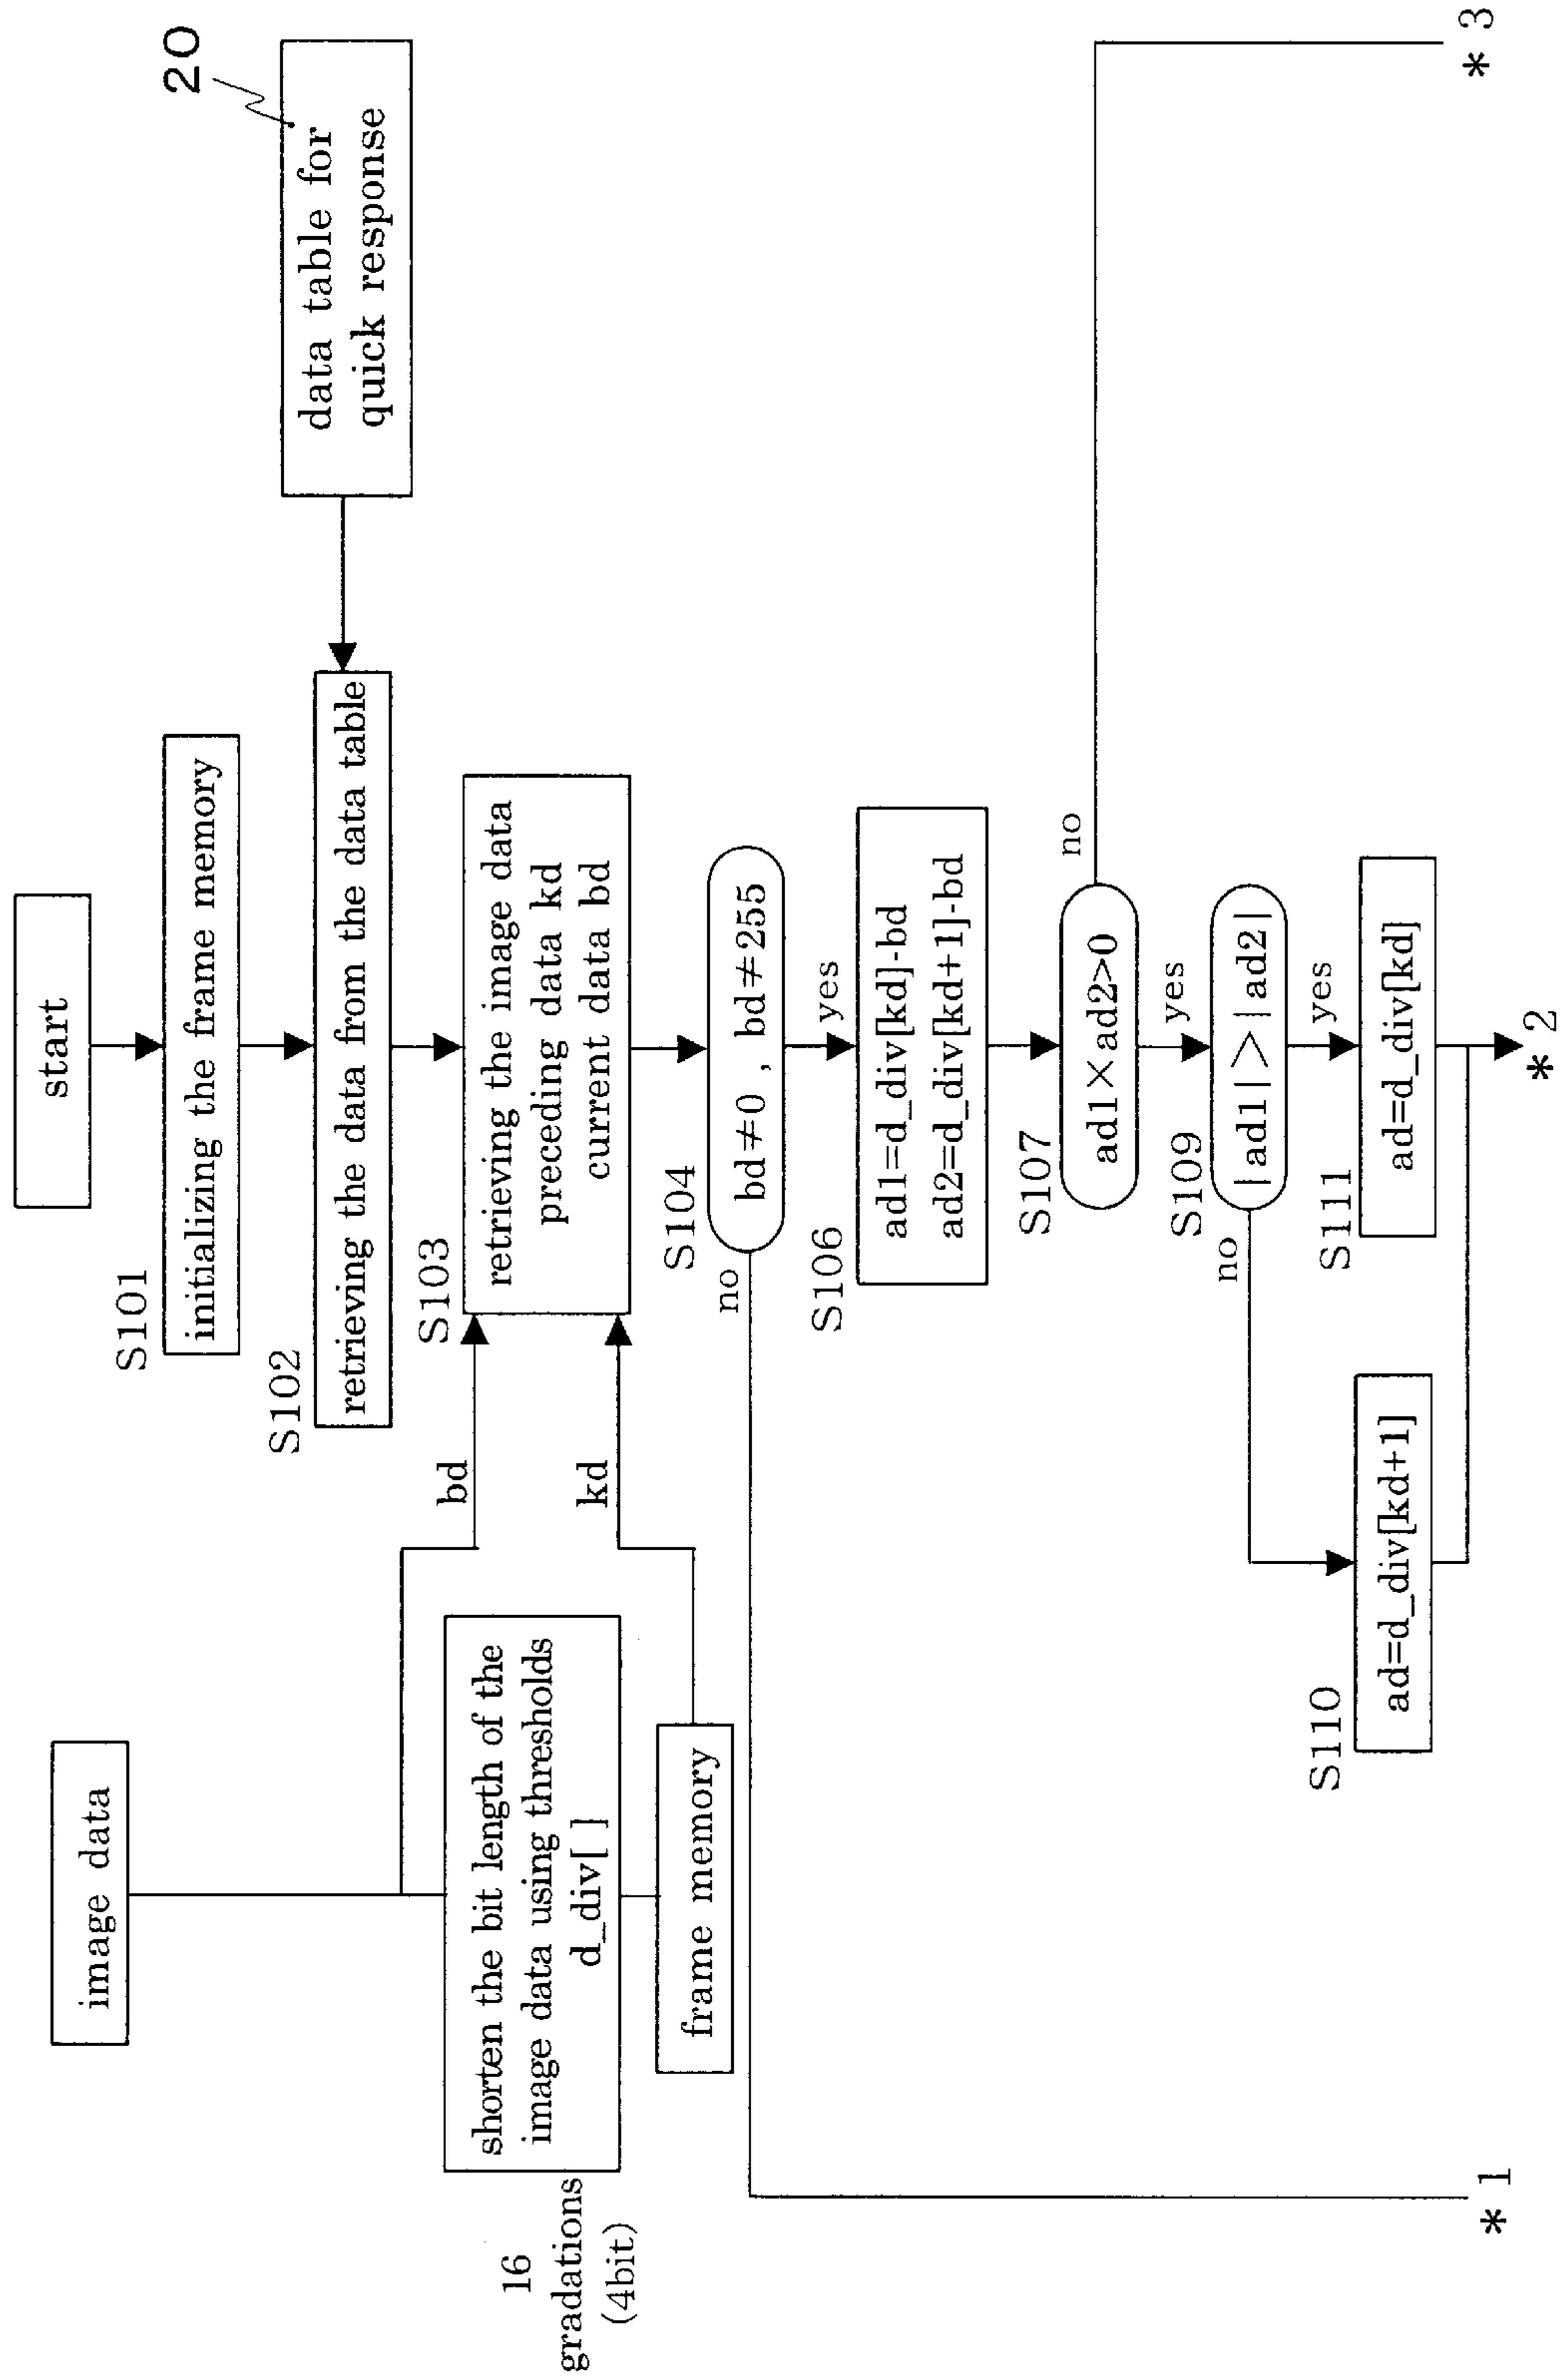 start
S101
initializing the frame memory
S102
retrieving the data from the data table
20
data table for
quick response
image data
S103
retrieving the image data
preceding data kd
current data bd
bd
kd
16
gradations
(4bit)
shorten the bit length of the
image data using thresholds
d_div[ ]
frame memory
S104
bd≠0 , bd≠255
no
yes
S106
ad1=d_div[kd]-bd
ad2=d_div[kd+1]-bd
S107
ad1×ad2>0
no
yes
S109
|ad1|>|ad2|
no
yes
S110
ad=d_div[kd+1]
S111
ad=d_div[kd]
* 1
* 2
* 3